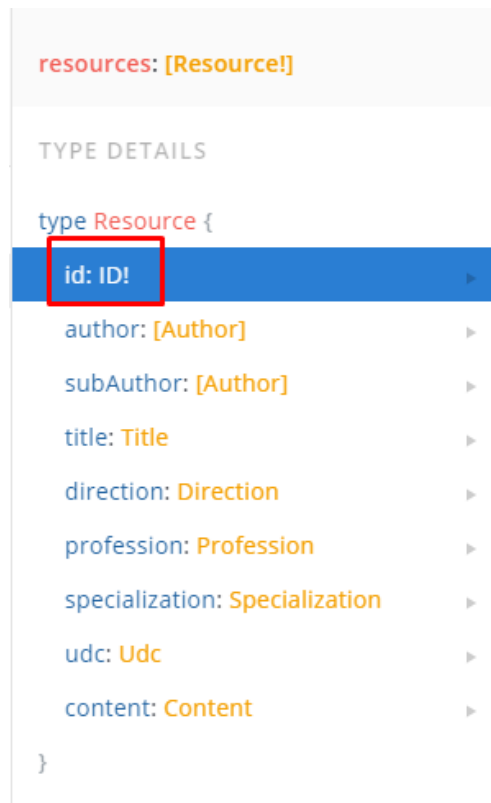 resources: [Resource!]
TYPE DETAILS
type Resource {
id: ID!
author: [Author]
subAuthor: [Author]
title: Title
direction: Direction
profession: Profession
specialization: Specialization
udc: Udc
content: Content
}